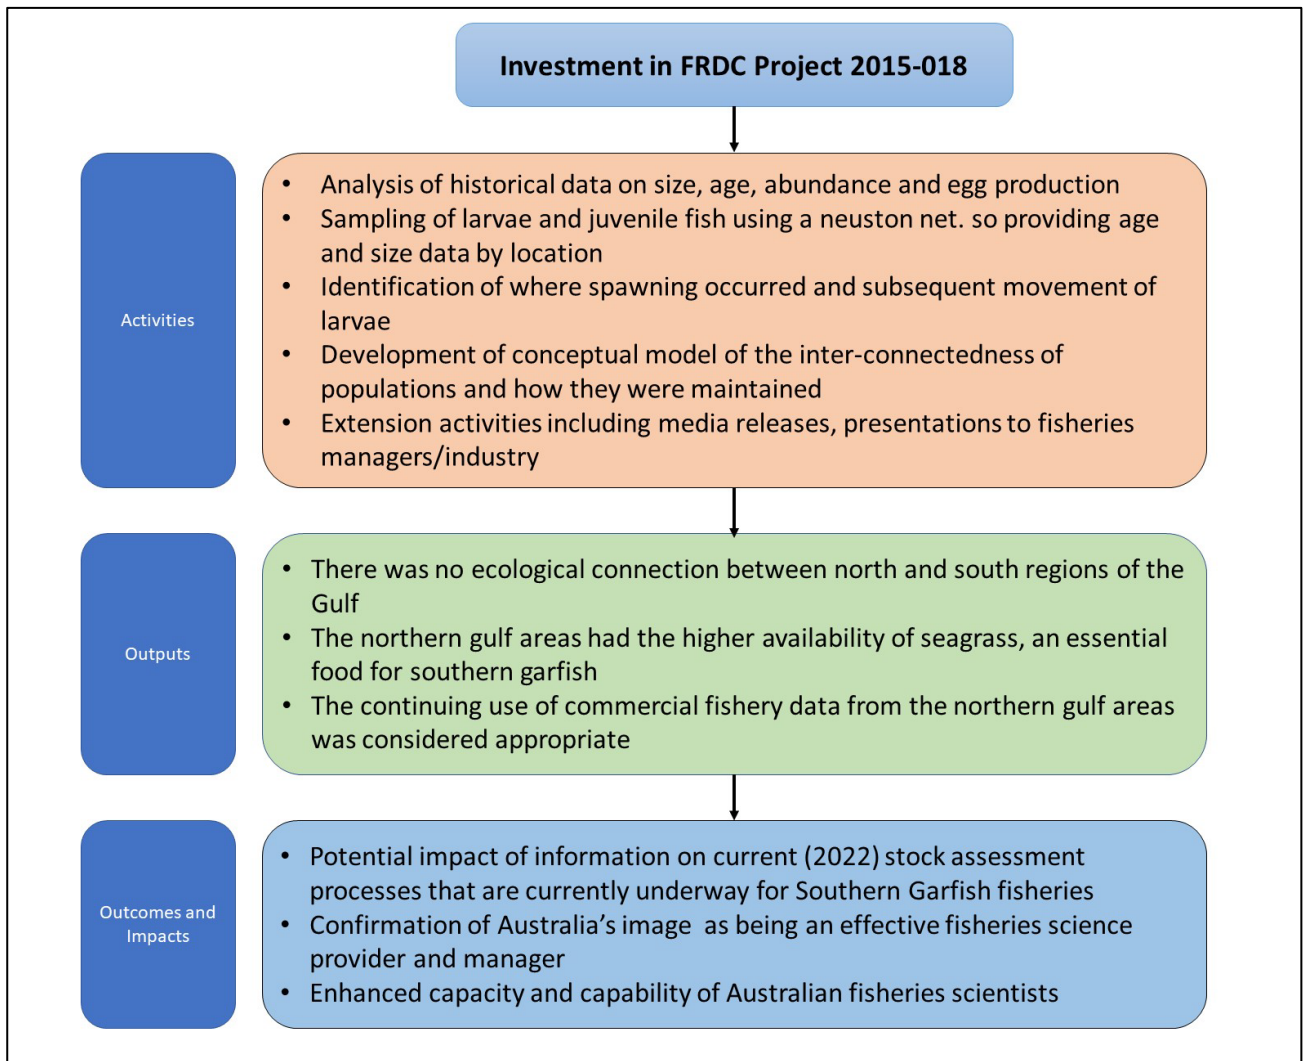 Investment in FRDC Project 2015-018
Activities
• Analysis of historical data on size, age, abundance and egg production
• Sampling of larvae and juvenile fish using a neuston net. so providing age
and size data by location
• Identification of where spawning occurred and subsequent movement of
larvae
• Development of conceptual model of the inter-connectedness of
populations and how they were maintained
• Extension activities including media releases, presentations to fisheries
managers/industry
Outputs
• There was no ecological connection between north and south regions of the
Gulf
• The northern gulf areas had the higher availability of seagrass, an essential
food for southern garfish
• The continuing use of commercial fishery data from the northern gulf areas
was considered appropriate
Outcomes and
Impacts
• Potential impact of information on current (2022) stock assessment
processes that are currently underway for Southern Garfish fisheries
• Confirmation of Australia’s image as being an effective fisheries science
provider and manager
• Enhanced capacity and capability of Australian fisheries scientists